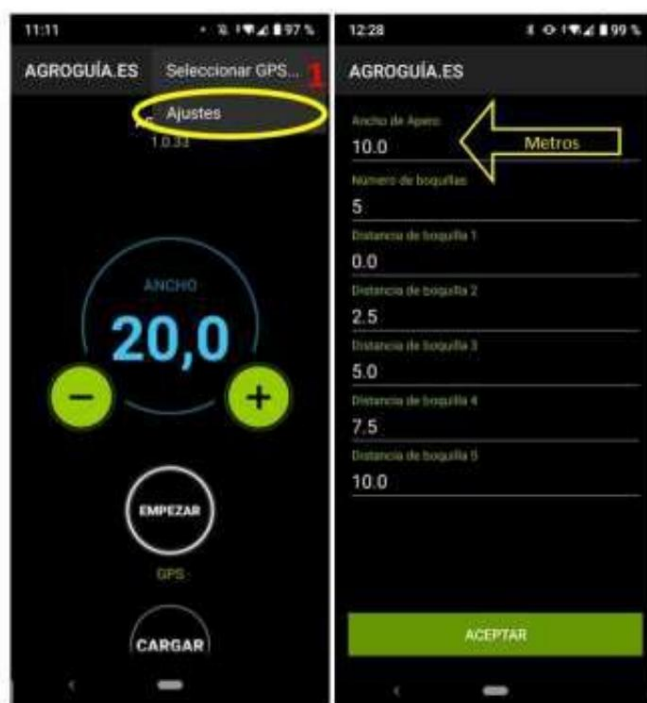 11:11
97 %
AGROGUÍA.ES
Seleccionar GPS...
1
Ajustes
1.0.33
ANCHO
20,0
−
+
EMPEZAR
GPS
CARGAR
12:28
99 %
AGROGUÍA.ES
Ancho de Apero
10.0
Metros
Número de boquillas
5
Distancia de boquilla 1
0.0
Distancia de boquilla 2
2.5
Distancia de boquilla 3
5.0
Distancia de boquilla 4
7.5
Distancia de boquilla 5
10.0
ACEPTAR